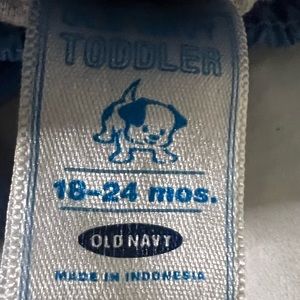 TODDLER
18-24 mos.
OLD NAVY
MADE IN INDONESIA